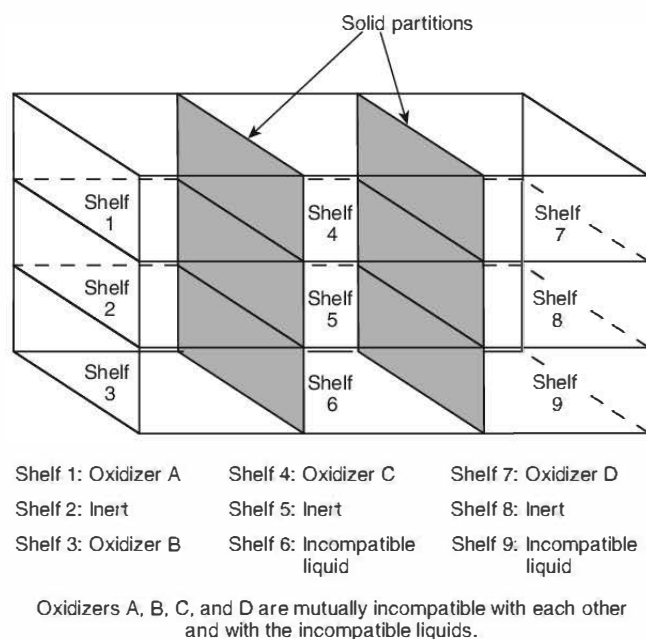 Solid partitions
Shelf
1
Shelf
4
Shelf
7
Shelf
2
Shelf
5
Shelf
8
Shelf
3
Shelf
6
Shelf
9
Shelf 1: Oxidizer A
Shelf 4: Oxidizer C
Shelf 7: Oxidizer D
Shelf 2: Inert
Shelf 5: Inert
Shelf 8: Inert
Shelf 3: Oxidizer B
Shelf 6: Incompatible
liquid
Shelf 9: Incompatible
liquid
Oxidizers A, B, C, and D are mutually incompatible with each other
and with the incompatible liquids.